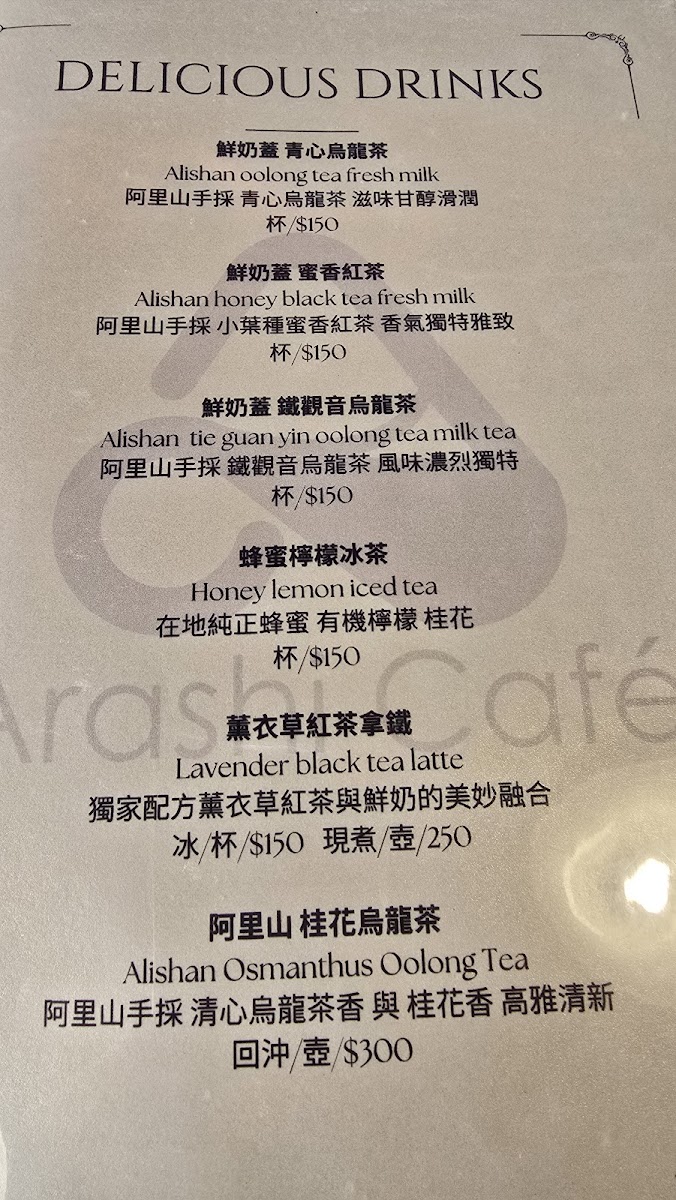 DELICIOUS DRINKS
鮮奶蓋 青心烏龍茶
Alishan oolong tea fresh milk
阿里山手採 青心烏龍茶 滋味甘醇滑潤
杯/$150
鮮奶蓋 蜜香紅茶
Alishan honey black tea fresh milk
阿里山手採 小葉種蜜香紅茶 香氣獨特雅致
杯/$150
鮮奶蓋 鐵觀音烏龍茶
Alishan tie guan yin oolong tea milk tea
阿里山手採 鐵觀音烏龍茶 風味濃烈獨特
杯/$150
蜂蜜檸檬冰茶
Honey lemon iced tea
在地純正蜂蜜 有機檸檬 桂花
杯/$150
Arashi Café
薰衣草紅茶拿鐵
Lavender black tea latte
獨家配方薰衣草紅茶與鮮奶的美妙融合
冰/杯/$150 現煮/壺/250
阿里山 桂花烏龍茶
Alishan Osmanthus Oolong Tea
阿里山手採 清心烏龍茶香 與 桂花香 高雅清新
回沖/壺/$300